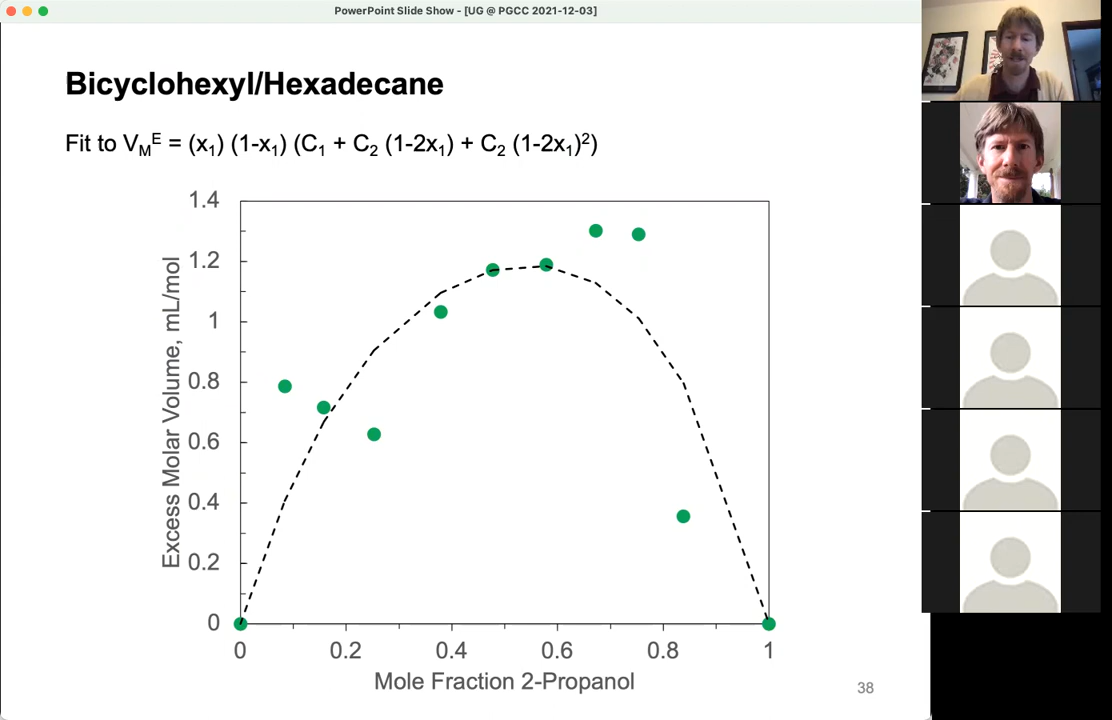 PowerPoint Slide Show - [UG @ PGCC 2021-12-03]
Bicyclohexyl/Hexadecane
Fit to V_M^E = (x₁) (1-x₁) (C₁ + C₂ (1-2x₁) + C₂ (1-2x₁)²)
1.4
1.2
1
0.8
0.6
0.4
0.2
0
Excess Molar Volume, mL/mol
0 0.2 0.4 0.6 0.8 1
Mole Fraction 2-Propanol
38